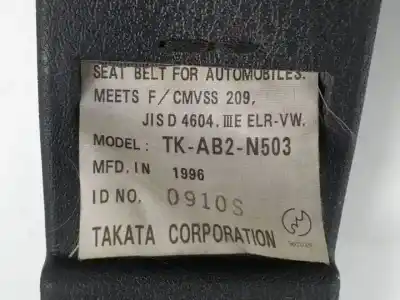 SEAT BELT FOR AUTOMOBILES.
MEETS F/CMVSS 209,
JIS D 4604. ⅢE ELR-VW.
MODEL: TK-AB2-N503
MFD. IN 1996
ID NO. 0910S
TAKATA CORPORATION